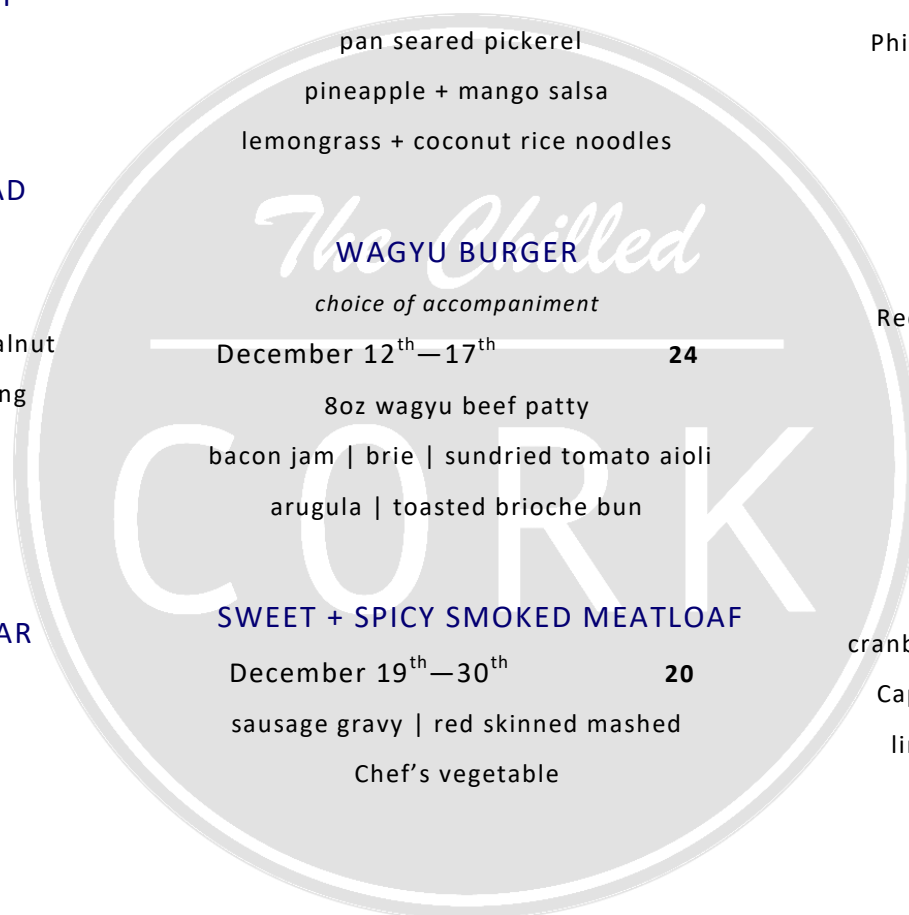 pan seared pickerel
pineapple + mango salsa
lemongrass + coconut rice noodles
The Chilled
WAGYU BURGER
choice of accompaniment
December 12th—17th 24
8oz wagyu beef patty
bacon jam | brie | sundried tomato aioli
arugula | toasted brioche bun
CORK
SWEET + SPICY SMOKED MEATLOAF
December 19th—30th 20
sausage gravy | red skinned mashed
Chef’s vegetable